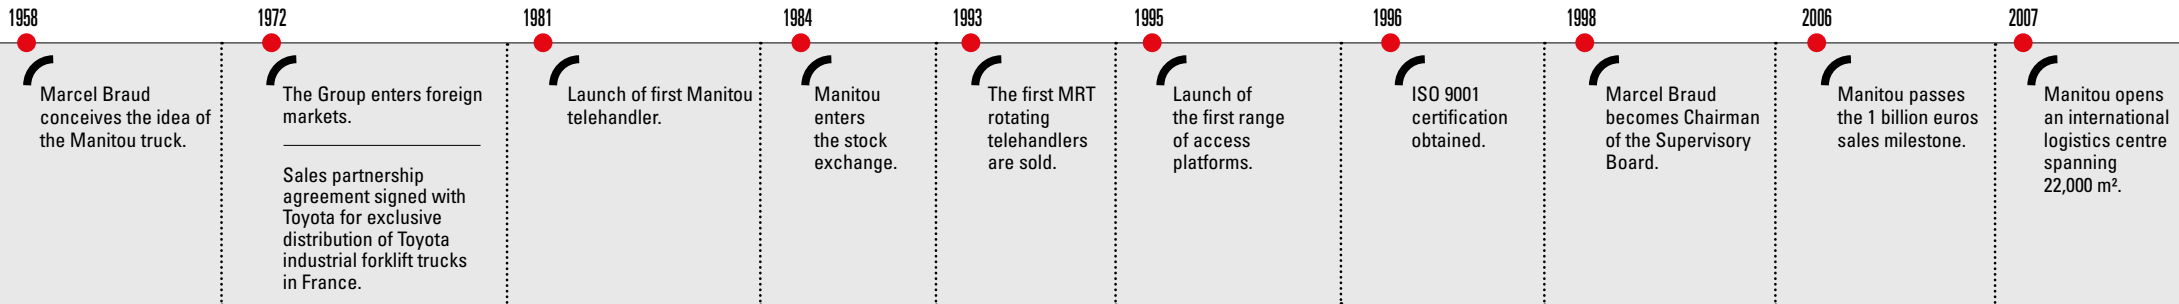 1958
Marcel Braud
conceives the idea of
the Manitou truck.
1972
The Group enters foreign
markets.
Sales partnership
agreement signed with
Toyota for exclusive
distribution of Toyota
industrial forklift trucks
in France.
1981
Launch of first Manitou
telehandler.
1984
Manitou
enters
the stock
exchange.
1993
The first MRT
rotating
telehandlers
are sold.
1995
Launch of
the first range
of access
platforms.
1996
ISO 9001
certification
obtained.
1998
Marcel Braud
becomes Chairman
of the Supervisory
Board.
2006
Manitou passes
the 1 billion euros
sales milestone.
2007
Manitou opens
an international
logistics centre
spanning
22,000 m².